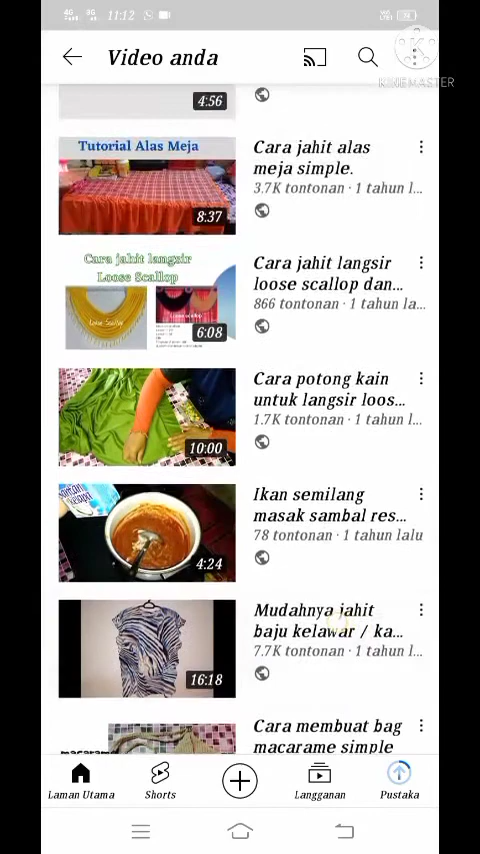 4G 3G 11:12
KINEMASTER
Video anda
4:56
Tutorial Alas Meja
8:37
Cara jahit alas
meja simple.
3.7K tontonan · 1 tahun l...
Cara jahit langsir
Loose Scallop
6:08
Cara jahit langsir
loose scallop dan...
866 tontonan · 1 tahun la...
10:00
Cara potong kain
untuk langsir loos...
1.7K tontonan · 1 tahun l...
4:24
Ikan semilang
masak sambal res...
78 tontonan · 1 tahun lalu
16:18
Mudahnya jahit
baju kelawar / ka...
7.7K tontonan · 1 tahun l...
Cara membuat bag
macarame simple
Laman Utama
Shorts
Langganan
Pustaka